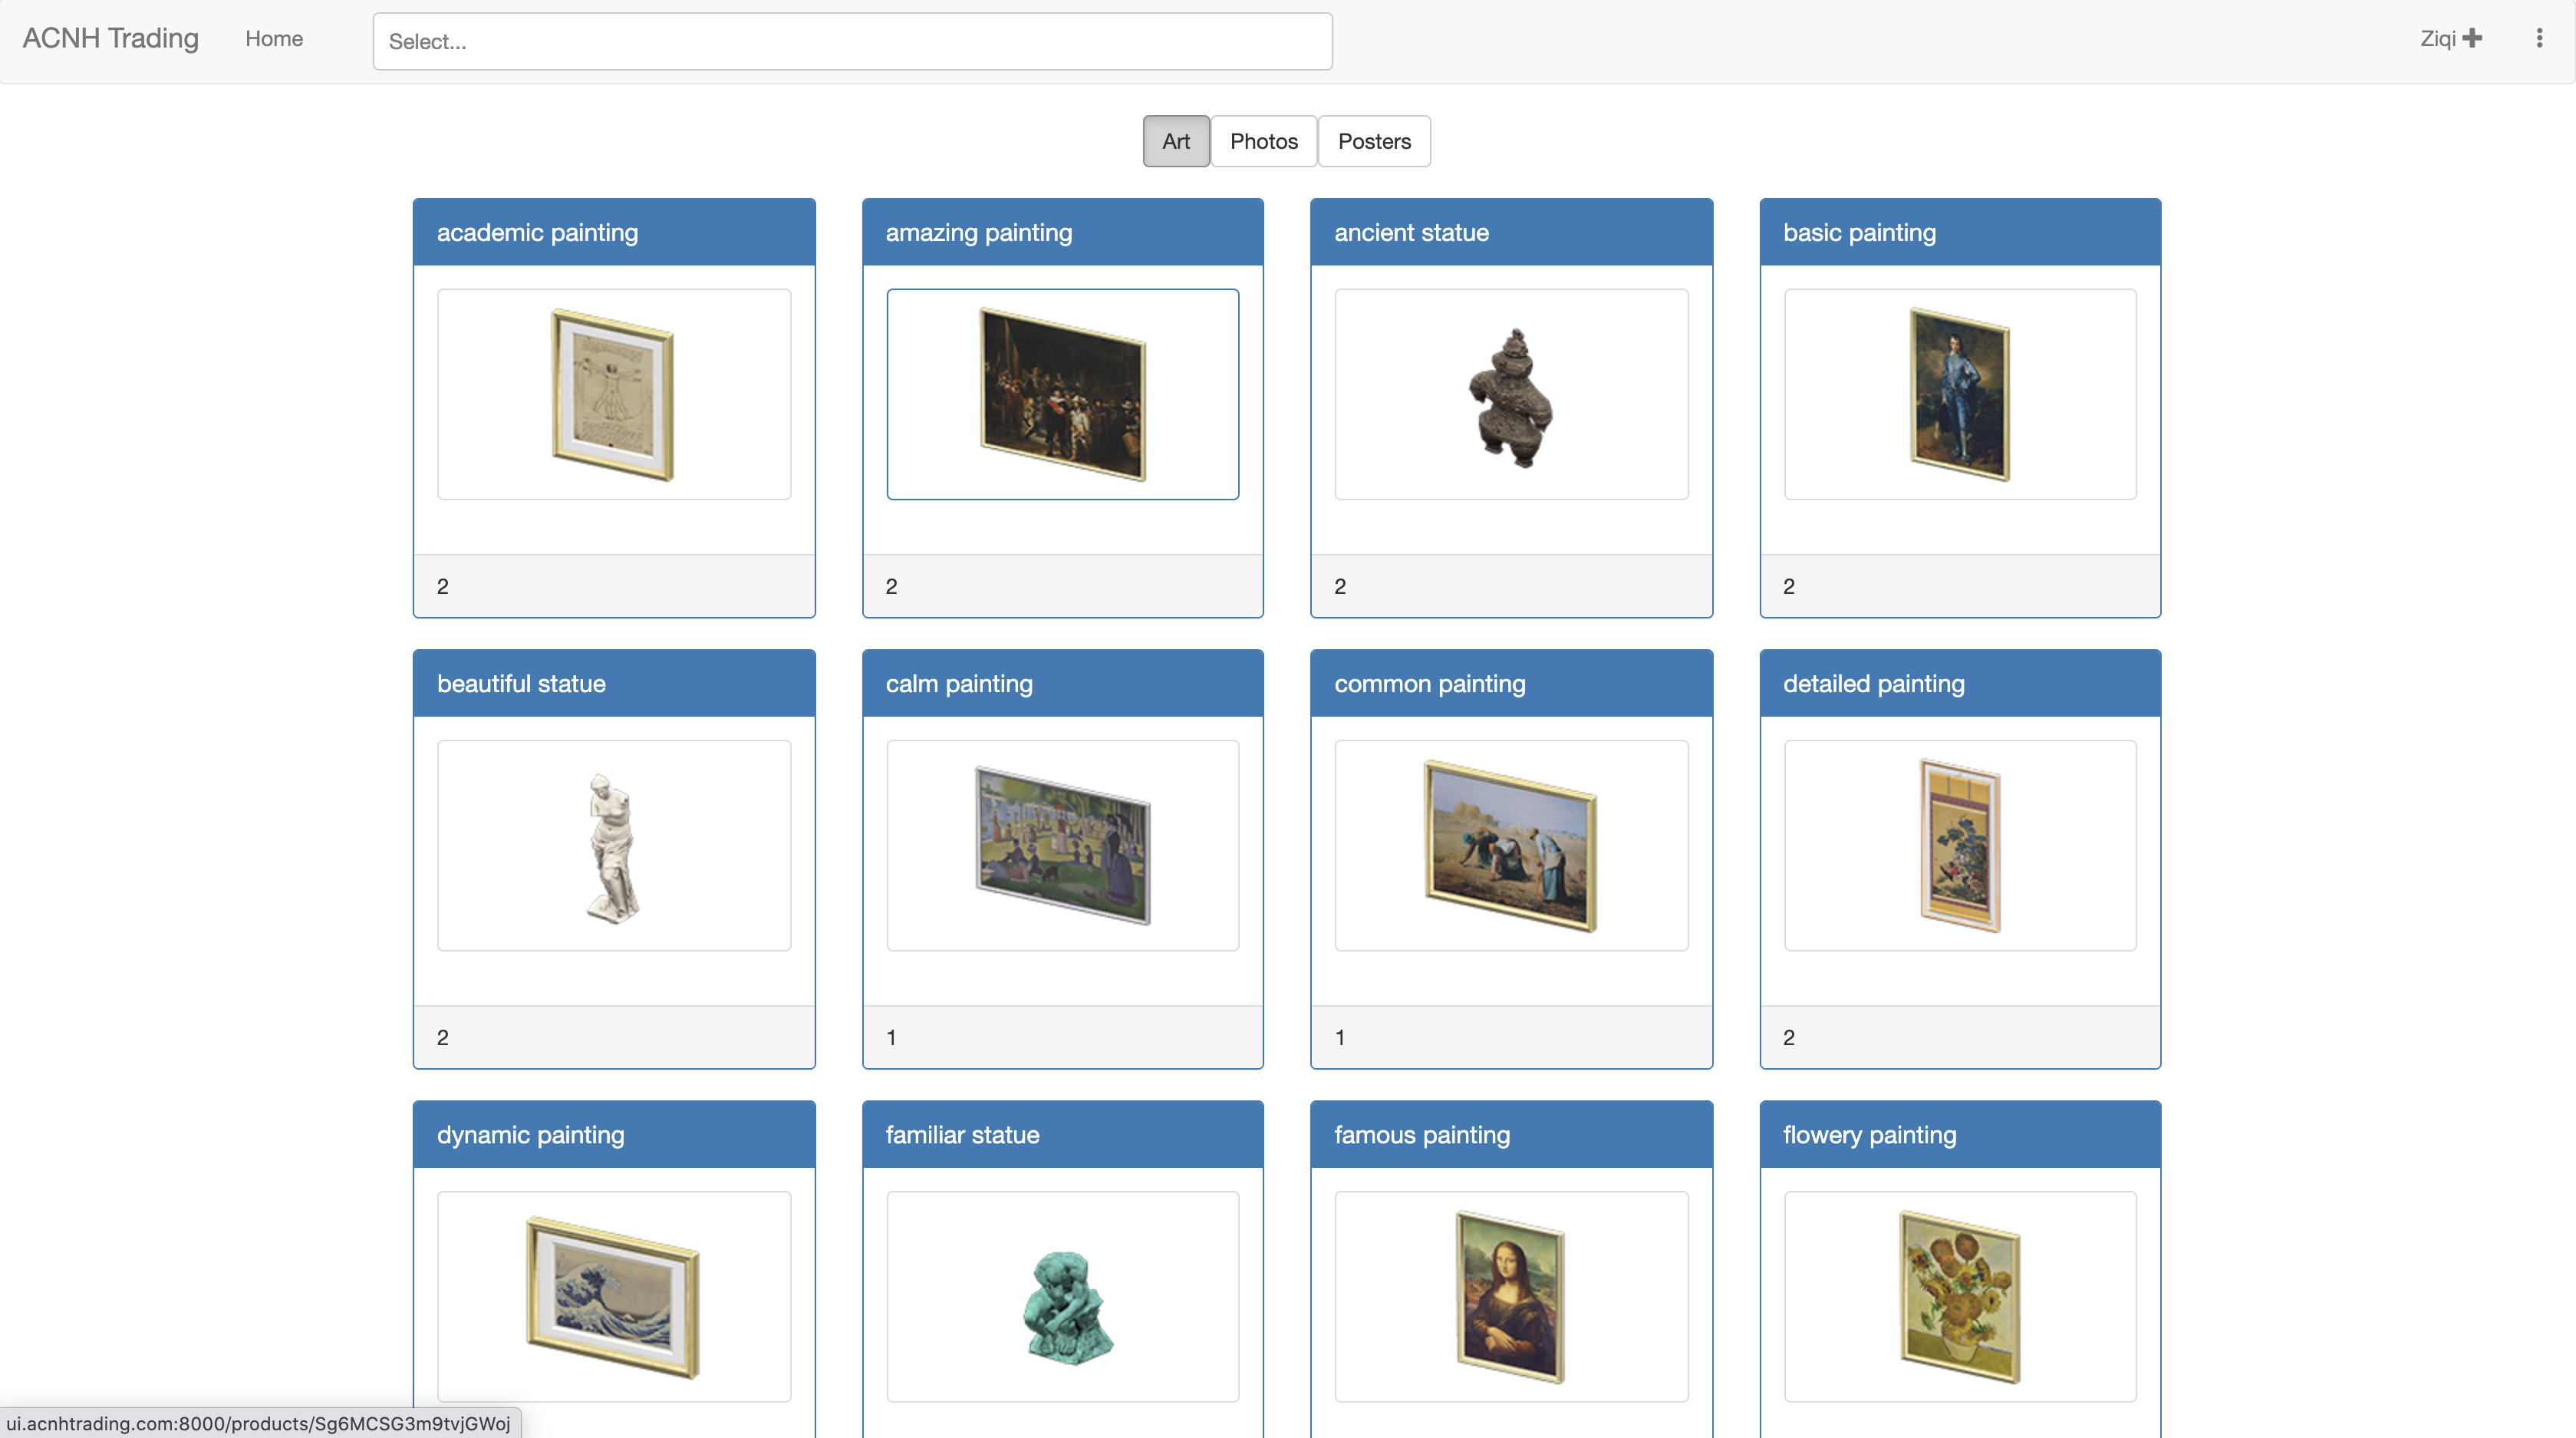 ACNH Trading Home Select... Ziqi
Art Photos Posters
academic painting amazing painting ancient statue basic painting
2 2 2 2
beautiful statue calm painting common painting detailed painting
2 1 1 2
dynamic painting familiar statue famous painting flowery painting
ui.acnhtrading.com:8000/products/Sg6MCSG3m9tvjGWoj